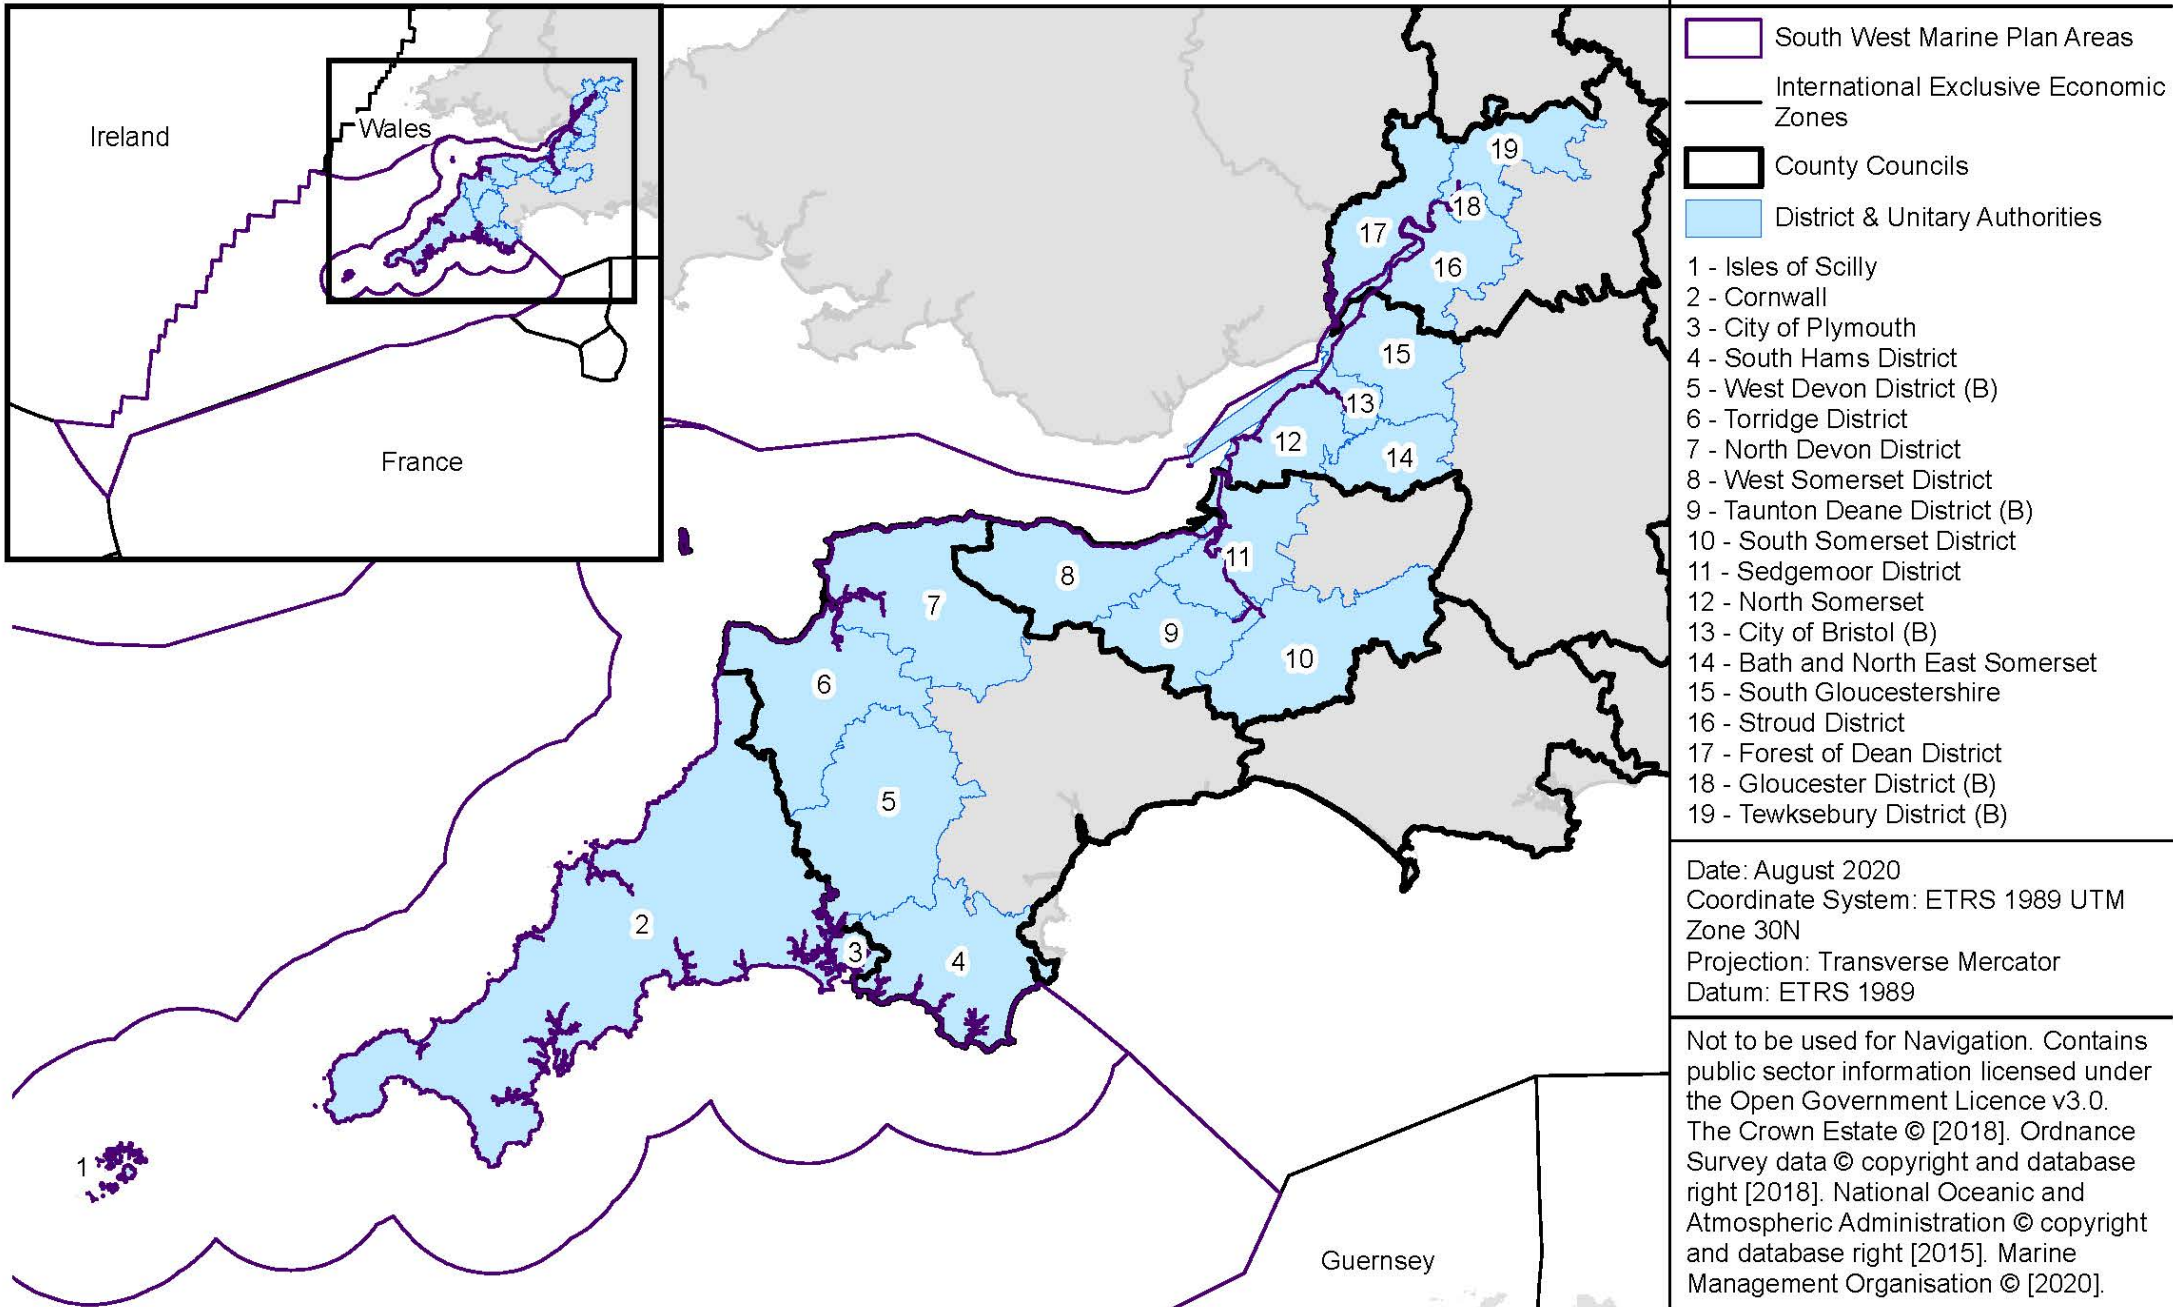 Ireland
Wales
France
19
18
17
16
15
13
12
14
11
8
7
9
10
6
5
2
3
4
1
Guernsey
South West Marine Plan Areas
International Exclusive Economic
Zones
County Councils
District & Unitary Authorities
1 - Isles of Scilly
2 - Cornwall
3 - City of Plymouth
4 - South Hams District
5 - West Devon District (B)
6 - Torridge District
7 - North Devon District
8 - West Somerset District
9 - Taunton Deane District (B)
10 - South Somerset District
11 - Sedgemoor District
12 - North Somerset
13 - City of Bristol (B)
14 - Bath and North East Somerset
15 - South Gloucestershire
16 - Stroud District
17 - Forest of Dean District
18 - Gloucester District (B)
19 - Tewksebury District (B)
Date: August 2020
Coordinate System: ETRS 1989 UTM
Zone 30N
Projection: Transverse Mercator
Datum: ETRS 1989
Not to be used for Navigation. Contains
public sector information licensed under
the Open Government Licence v3.0.
The Crown Estate © [2018]. Ordnance
Survey data © copyright and database
right [2018]. National Oceanic and
Atmospheric Administration © copyright
and database right [2015]. Marine
Management Organisation © [2020].